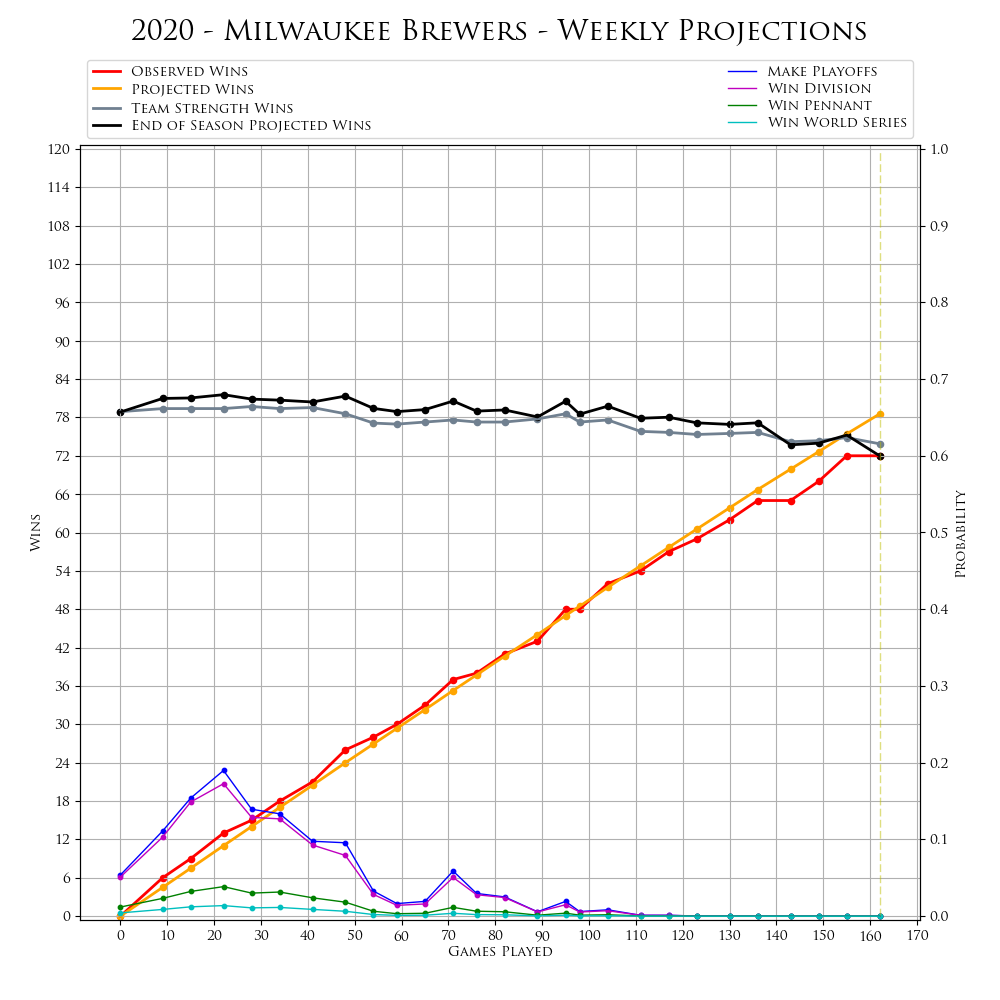 2020 - Milwaukee Brewers - Weekly Projections
Observed Wins
Projected Wins
Team Strength Wins
End of Season Projected Wins
Make Playoffs
Win Division
Win Pennant
Win World Series
120
114
108
102
96
90
84
78
72
66
60
54
48
42
36
30
24
18
12
6
0
Wins
1.0
0.9
0.8
0.7
0.6
0.5
0.4
0.3
0.2
0.1
0.0
Probability
0 10 20 30 40 50 60 70 80 90 100 110 120 130 140 150 160 170
Games Played